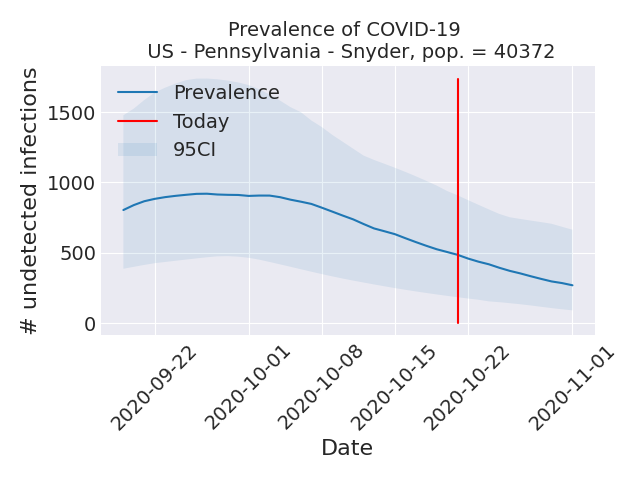 Prevalence of COVID-19
US - Pennsylvania - Snyder, pop. = 40372
# undetected infections
1500
1000
500
0
Prevalence
Today
95CI
2020-09-22
2020-10-01
2020-10-08
2020-10-15
2020-10-22
2020-11-01
Date